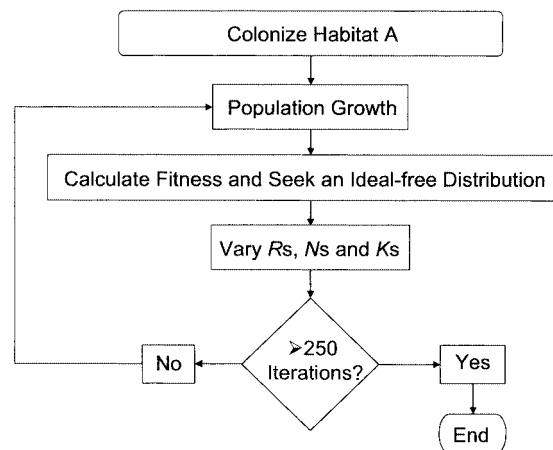 Colonize Habitat A
Population Growth
Calculate Fitness and Seek an Ideal-free Distribution
Vary Rs, Ns and Ks
➢250
Iterations?
No
Yes
End